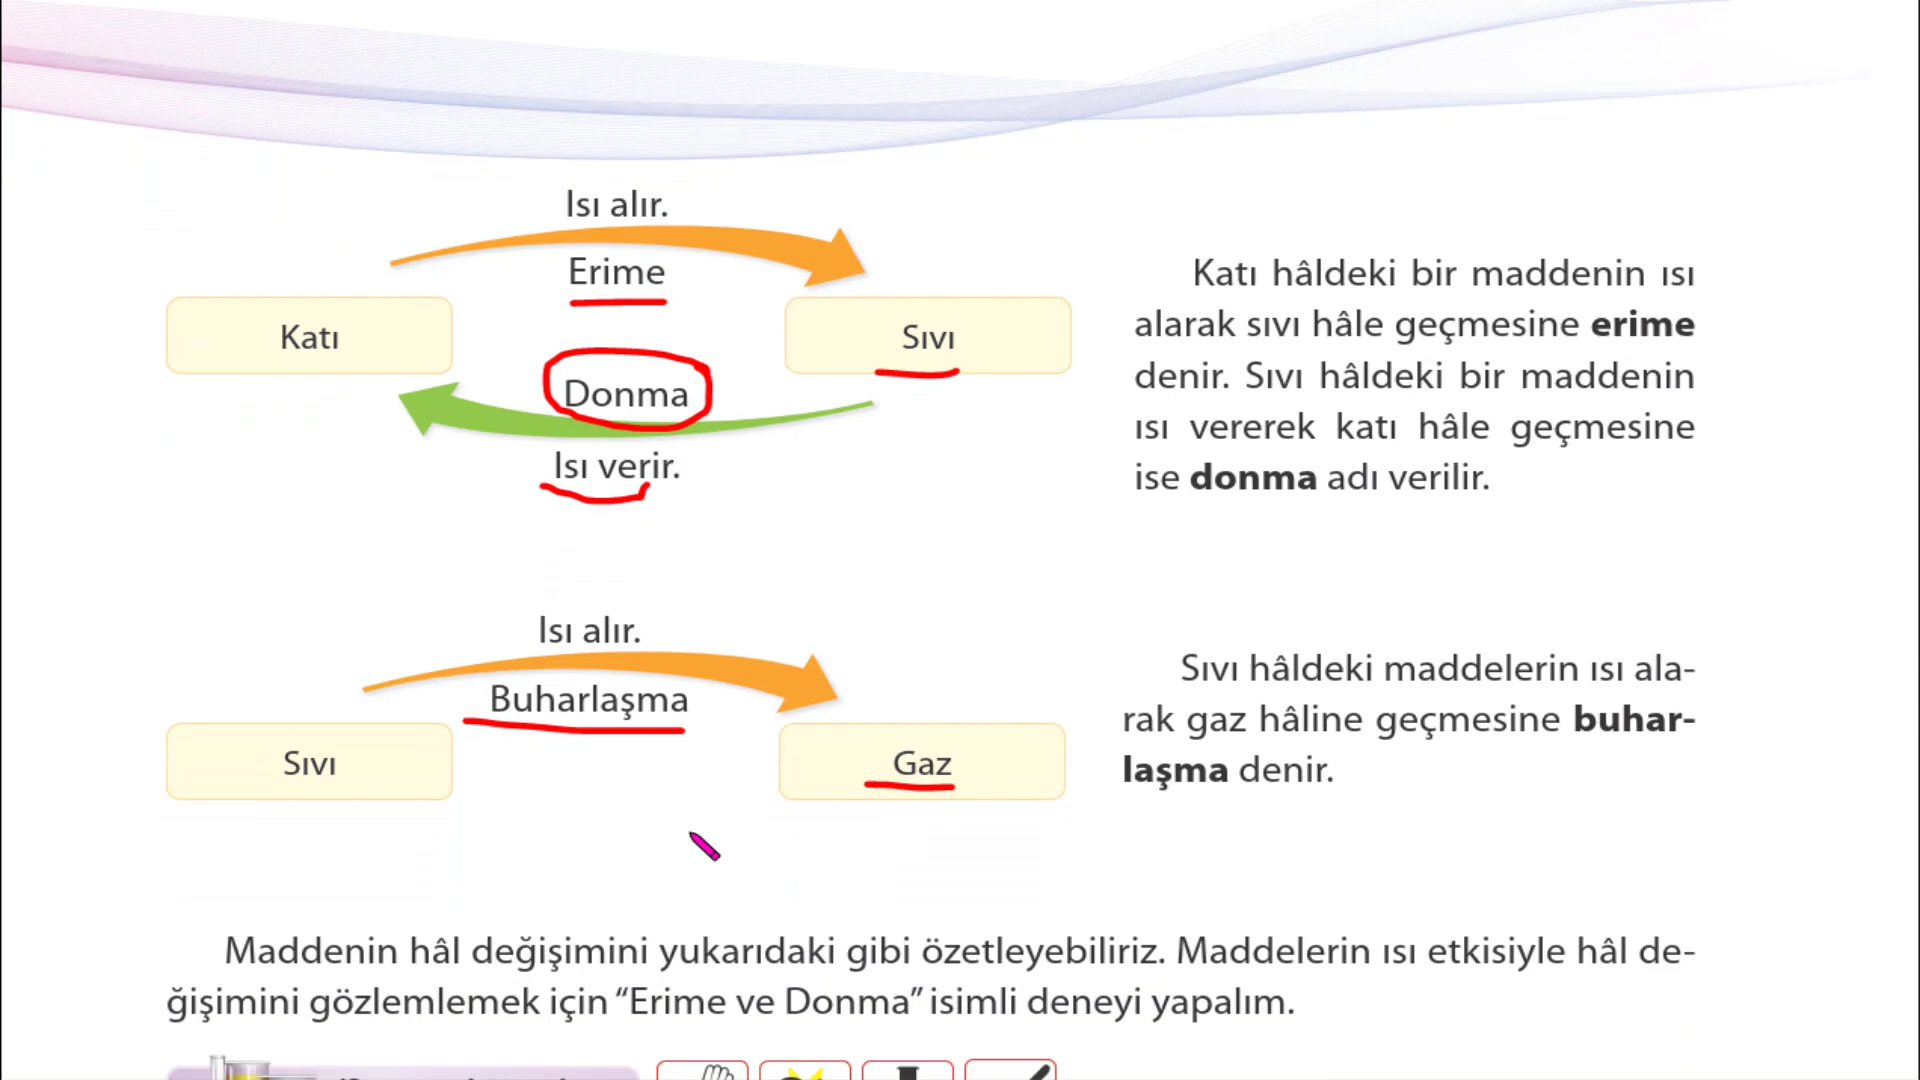 Isı alır.
Erime
Katı
Sıvı
Donma
Isı verir.
Katı hâldeki bir maddenin ısı
alarak sıvı hâle geçmesine erime
denir. Sıvı hâldeki bir maddenin
ısı vererek katı hâle geçmesine
ise donma adı verilir.
Isı alır.
Buharlaşma
Sıvı
Gaz
Sıvı hâldeki maddelerin ısı ala-
rak gaz hâline geçmesine buhar-
laşma denir.
Maddenin hâl değişimini yukarıdaki gibi özetleyebiliriz. Maddelerin ısı etkisiyle hâl de-
ğişimini gözlemlemek için “Erime ve Donma” isimli deneyi yapalım.